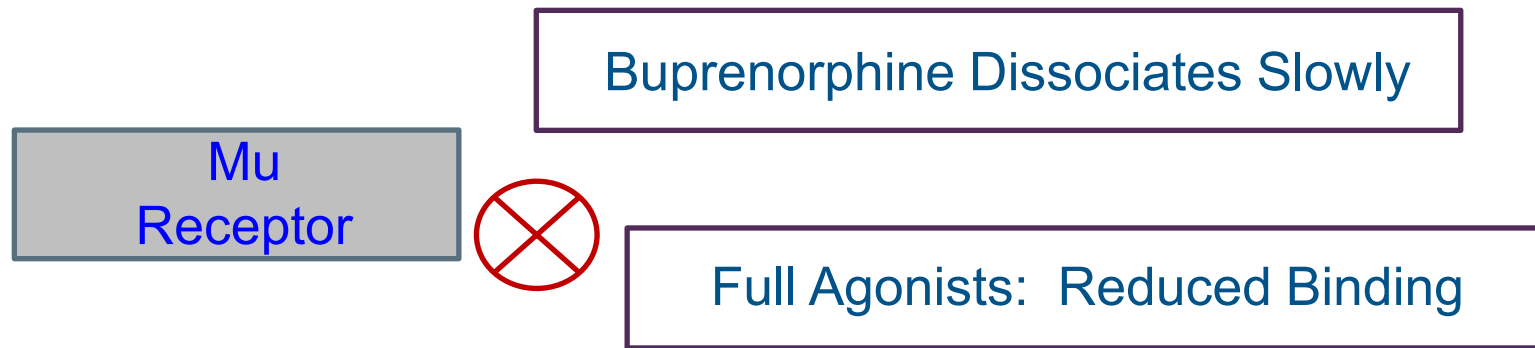 Buprenorphine Dissociates Slowly
Mu
Receptor
Full Agonists: Reduced Binding